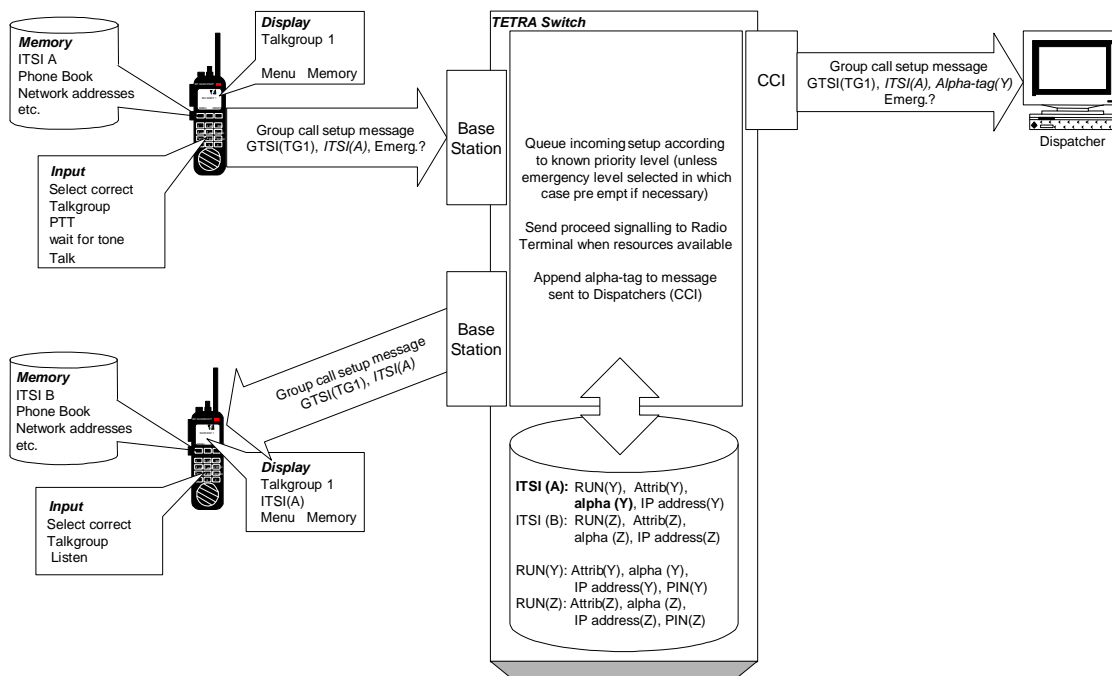 Memory
ITSI A
Phone Book
Network addresses
etc.
Display
Talkgroup 1
Menu Memory
Input
Select correct
Talkgroup
PTT
wait for tone
Talk
Group call setup message
GTSI(TG1), ITSI(A), Emerg.?
Base
Station
TETRA Switch
Queue incoming setup according
to known priority level (unless
emergency level selected in which
case pre empt if necessary)
Send proceed signalling to Radio
Terminal when resources available
Append alpha-tag to message
sent to Dispatchers (CCI)
CCI
Group call setup message
GTSI(TG1), ITSI(A), Alpha-tag(Y)
Emerg.?
Dispatcher
Base
Station
Group call setup message
GTSI(TG1), ITSI(A)
Memory
ITSI B
Phone Book
Network addresses
etc.
Display
Talkgroup 1
ITSI(A)
Menu Memory
Input
Select correct
Talkgroup
Listen
ITSI (A): RUN(Y), Attrib(Y),
alpha (Y), IP address(Y)
ITSI (B): RUN(Z), Attrib(Z),
alpha (Z), IP address(Z)
RUN(Y): Attrib(Y), alpha (Y),
IP address(Y), PIN(Y)
RUN(Z): Attrib(Z), alpha (Z),
IP address(Z), PIN(Z)